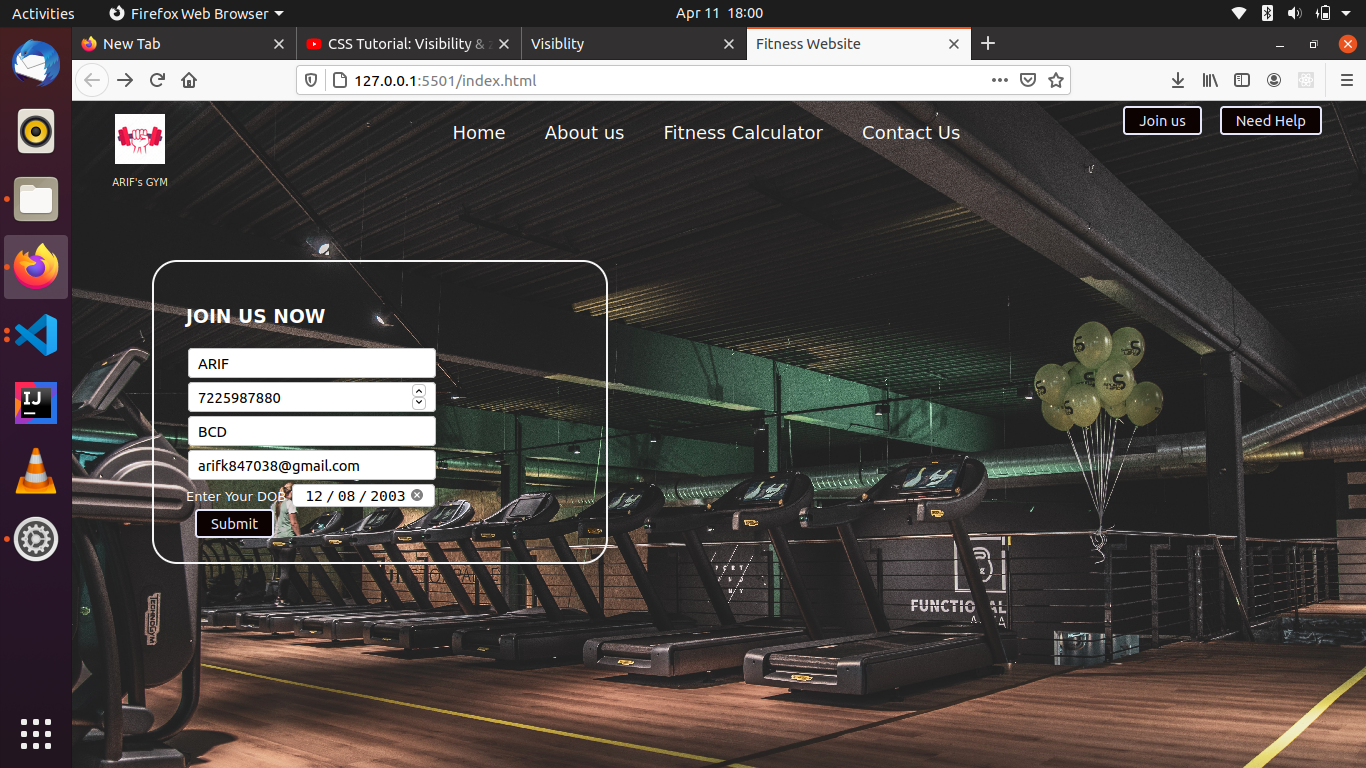 Activities
Firefox Web Browser
Apr 11 18:00
New Tab
CSS Tutorial: Visibility &
Visiblity
Fitness Website
127.0.0.1:5501/index.html
ARIF's GYM
Home
About us
Fitness Calculator
Contact Us
Join us
Need Help
JOIN US NOW
ARIF
7225987880
BCD
arifk847038@gmail.com
Enter Your DOB
12 / 08 / 2003
Submit
IJ
TECHNOGYM
FUNCTIONAL